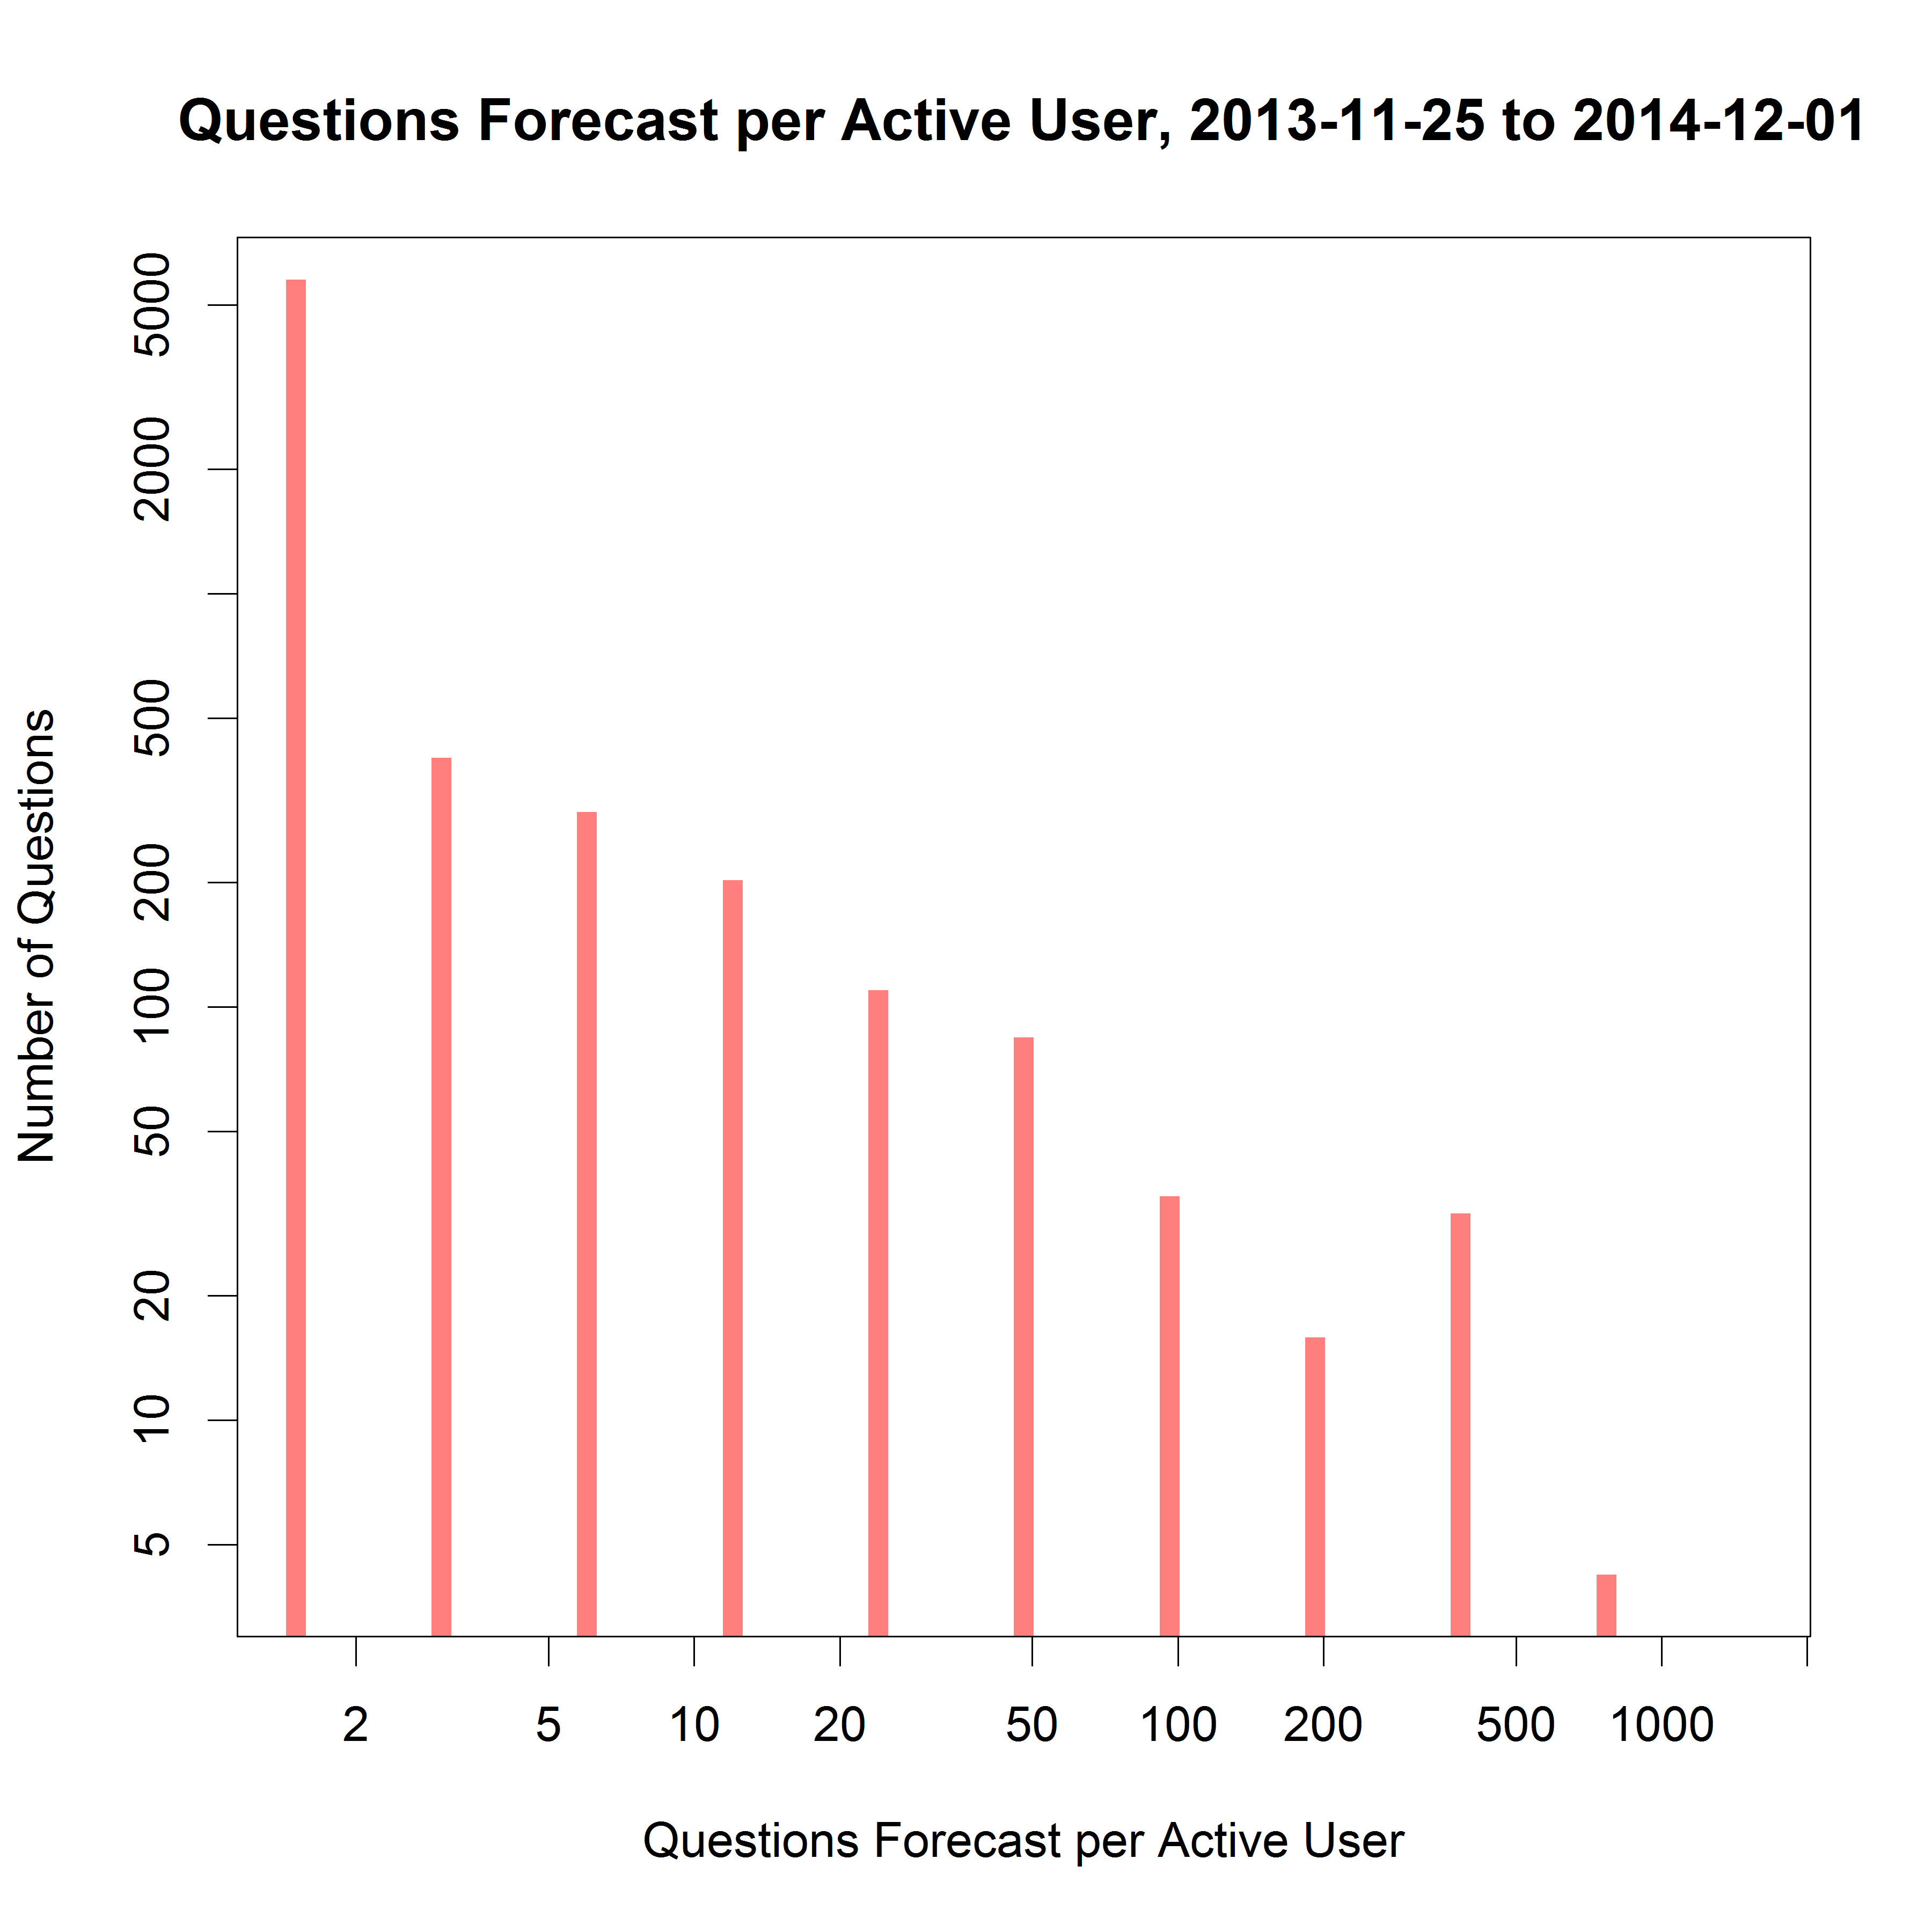 Questions Forecast per Active User, 2013-11-25 to 2014-12-01
Number of Questions
5000
2000
500
200
100
50
20
10
5
2 5 10 20 50 100 200 500 1000
Questions Forecast per Active User